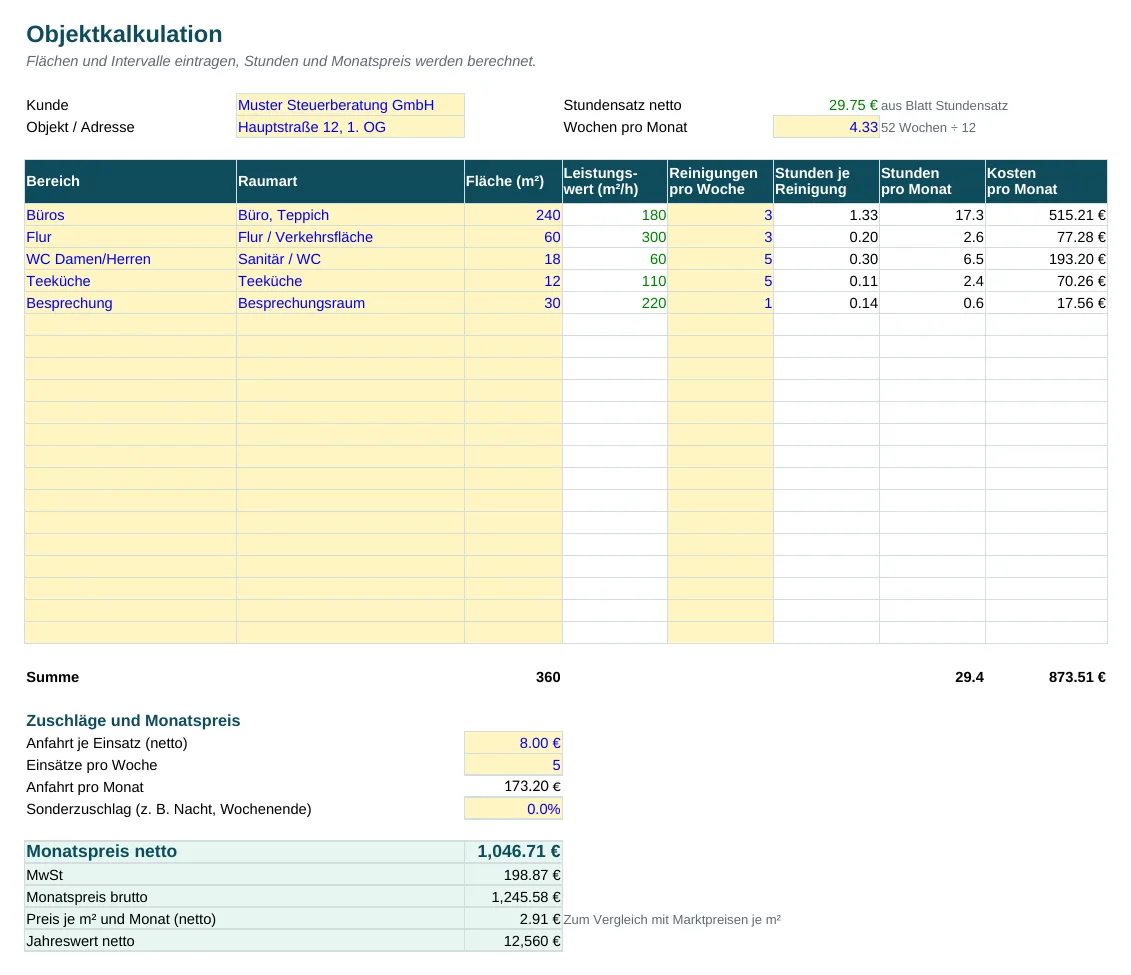 Objektkalkulation
Flächen und Intervalle eintragen, Stunden und Monatspreis werden berechnet.
Kunde Muster Steuerberatung GmbH Stundensatz netto 29.75 € aus Blatt Stundensatz
Objekt / Adresse Hauptstraße 12, 1. OG Wochen pro Monat 4.33 52 Wochen ÷ 12
Bereich Raumart Fläche (m²) Leistungs- wert (m²/h) Reinigungen pro Woche Stunden je Reinigung Stunden pro Monat Kosten pro Monat
Büros Büro, Teppich 240 180 3 1.33 17.3 515.21 €
Flur Flur / Verkehrsfläche 60 300 3 0.20 2.6 77.28 €
WC Damen/Herren Sanitär / WC 18 60 5 0.30 6.5 193.20 €
Teeküche Teeküche 12 110 5 0.11 2.4 70.26 €
Besprechung Besprechungsraum 30 220 1 0.14 0.6 17.56 €
Summe 360 29.4 873.51 €
Zuschläge und Monatspreis
Anfahrt je Einsatz (netto) 8.00 €
Einsätze pro Woche 5
Anfahrt pro Monat 173.20 €
Sonderzuschlag (z. B. Nacht, Wochenende) 0.0%
Monatspreis netto 1,046.71 €
MwSt 198.87 €
Monatspreis brutto 1,245.58 €
Preis je m² und Monat (netto) 2.91 € Zum Vergleich mit Marktpreisen je m²
Jahreswert netto 12,560 €